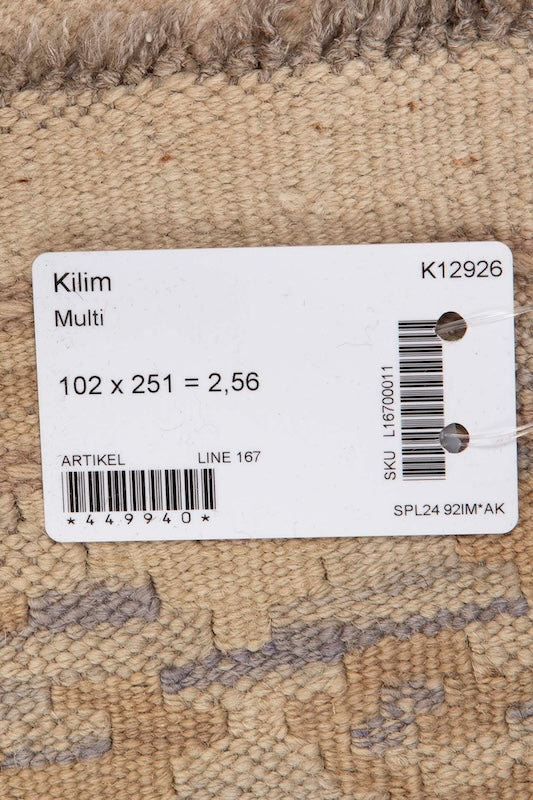 Kilim
K12926
Multi
102 x 251 = 2,56
SKU L16700011
ARTIKEL
LINE 167
*449940*
SPL24 92IM*AK